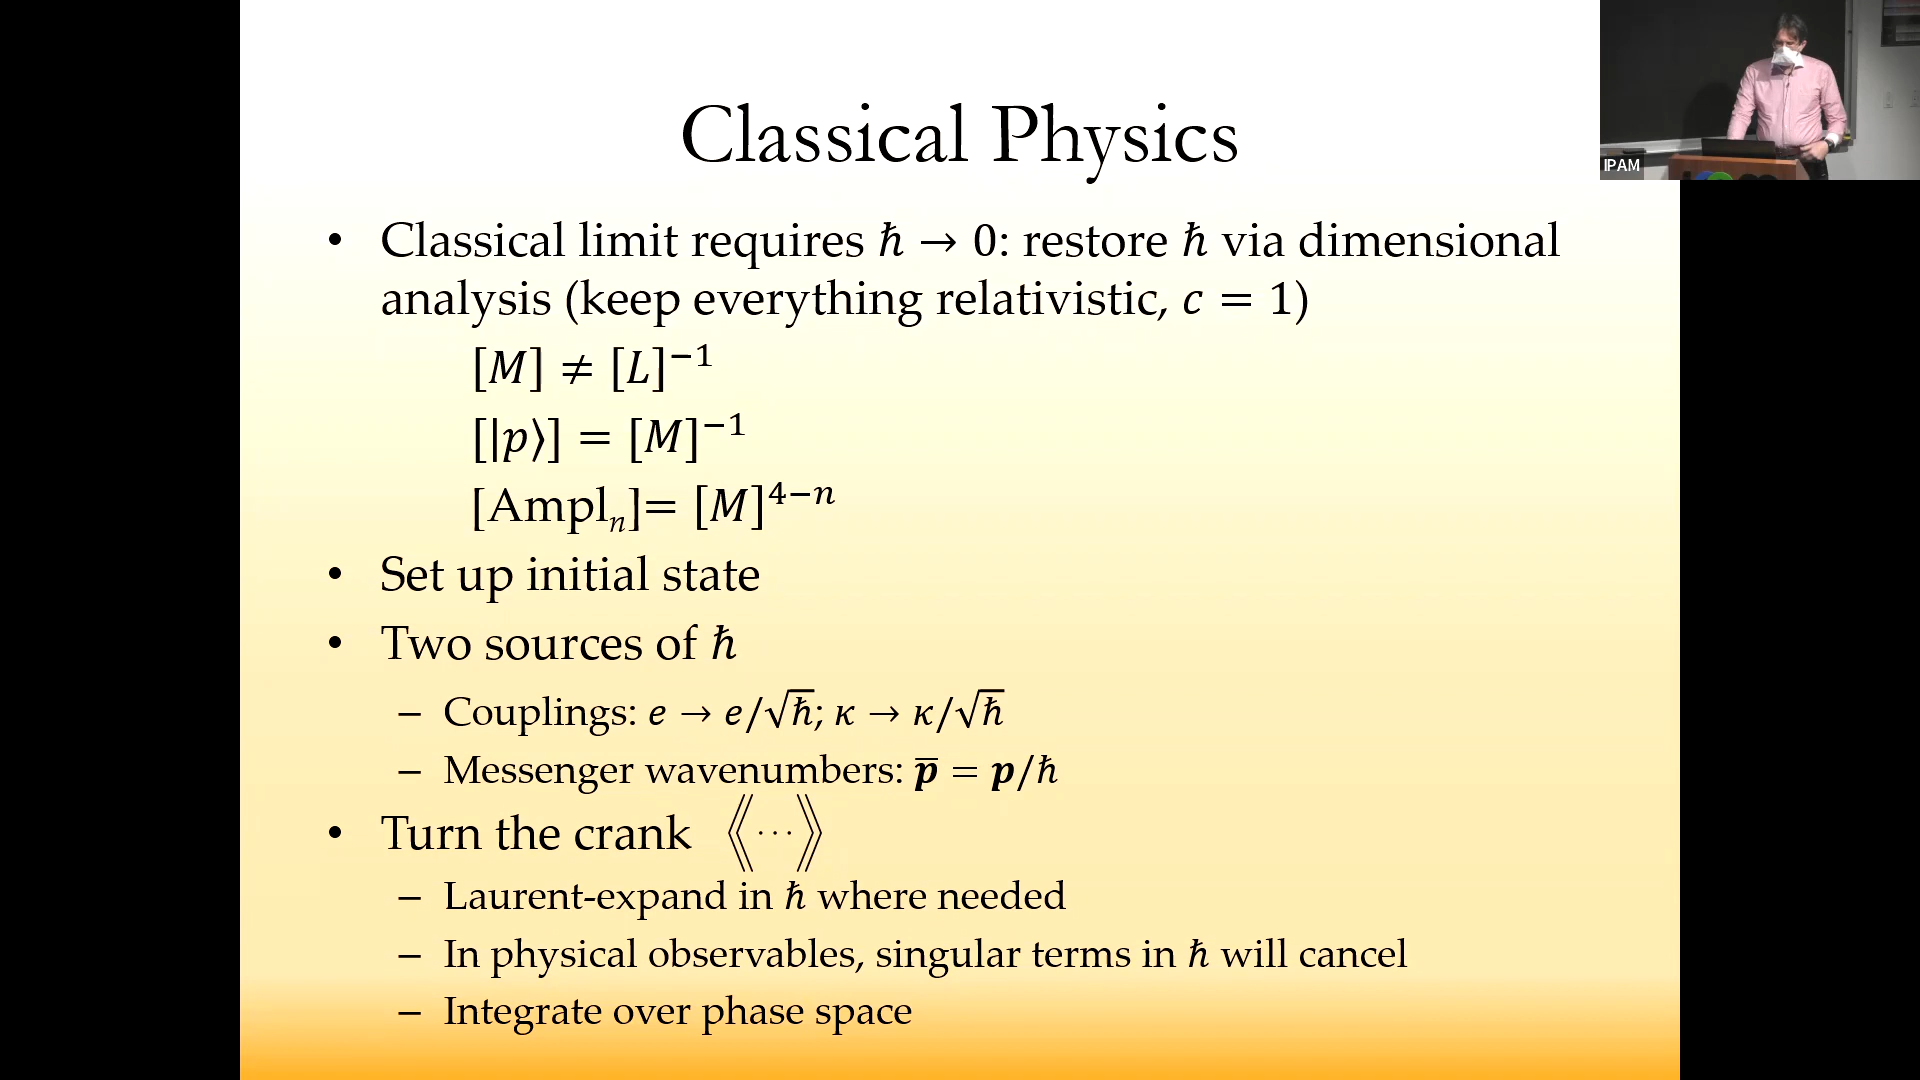 Classical Physics
IPAM
• Classical limit requires ℏ → 0: restore ℏ via dimensional
analysis (keep everything relativistic, c = 1)
[M] ≠ [L]⁻¹
[|p⟩] = [M]⁻¹
[Amplₙ]= [M]⁴⁻ⁿ
• Set up initial state
• Two sources of ℏ
– Couplings: e → e/√ℏ; κ → κ/√ℏ
– Messenger wavenumbers: p̅ = p/ℏ
• Turn the crank ⟪···⟫
– Laurent-expand in ℏ where needed
– In physical observables, singular terms in ℏ will cancel
– Integrate over phase space